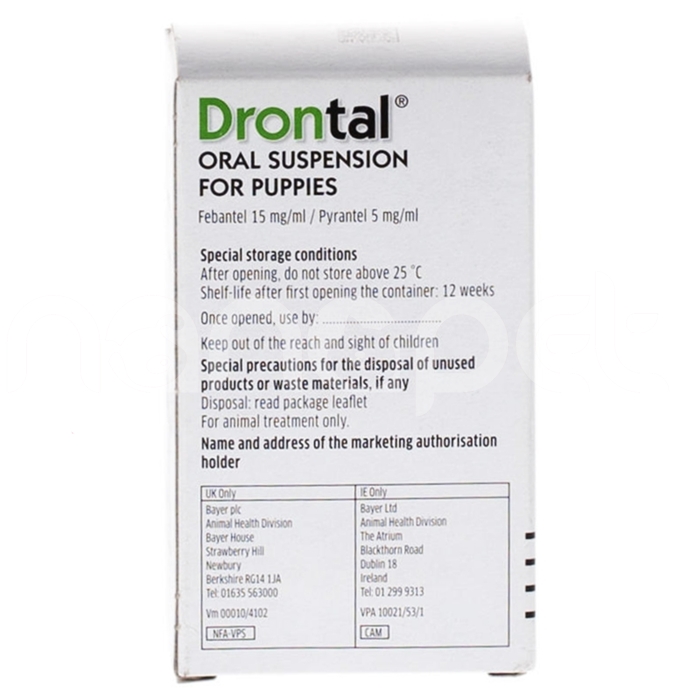 Drontal®
ORAL SUSPENSION
FOR PUPPIES
Febantel 15 mg/ml / Pyrantel 5 mg/ml
Special storage conditions
After opening, do not store above 25 °C
Shelf-life after first opening the container: 12 weeks
Once opened, use by: ................................
Keep out of the reach and sight of children
Special precautions for the disposal of unused
products or waste materials, if any
Disposal: read package leaflet
For animal treatment only.
Name and address of the marketing authorisation
holder
UK Only
Bayer plc
Animal Health Division
Bayer House
Strawberry Hill
Newbury
Berkshire RG14 1JA
Tel: 01635 563000
Vm 00010/4102
NFA-VPS
IE Only
Bayer Ltd
Animal Health Division
The Atrium
Blackthorn Road
Dublin 18
Ireland
Tel: 01 299 9313
VPA 10021/53/1
CAM